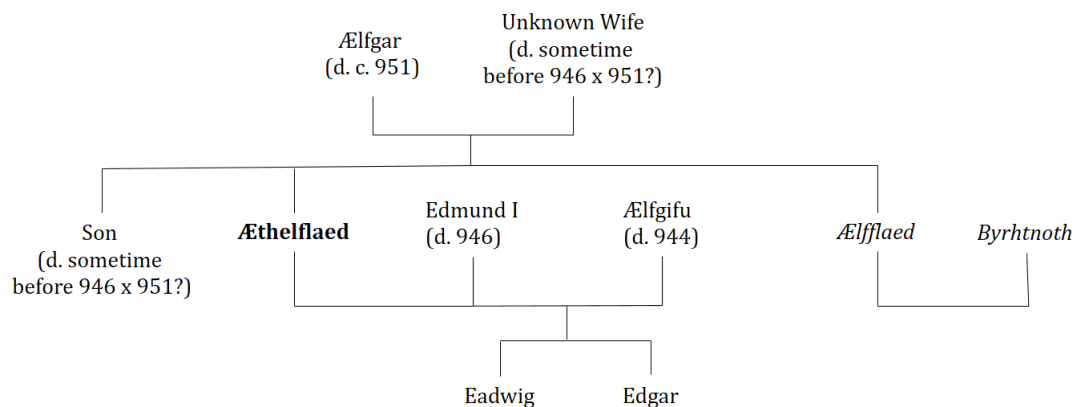 Unknown Wife
(d. sometime
before 946 x 951?)
Ælfgar
(d. c. 951)
Son
(d. sometime
before 946 x 951?)
Æthelflaed
Edmund I
(d. 946)
Ælfgifu
(d. 944)
Ælfflaed
Byrhtnoth
Eadwig
Edgar